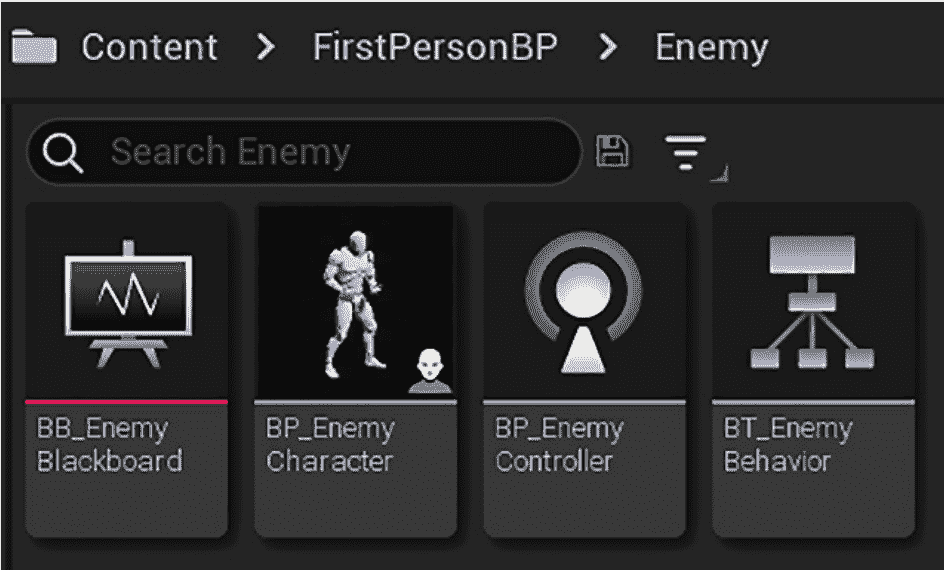 Content > FirstPersonBP > Enemy
Search Enemy
BB_Enemy
Blackboard
BP_Enemy
Character
BP_Enemy
Controller
BT_Enemy
Behavior